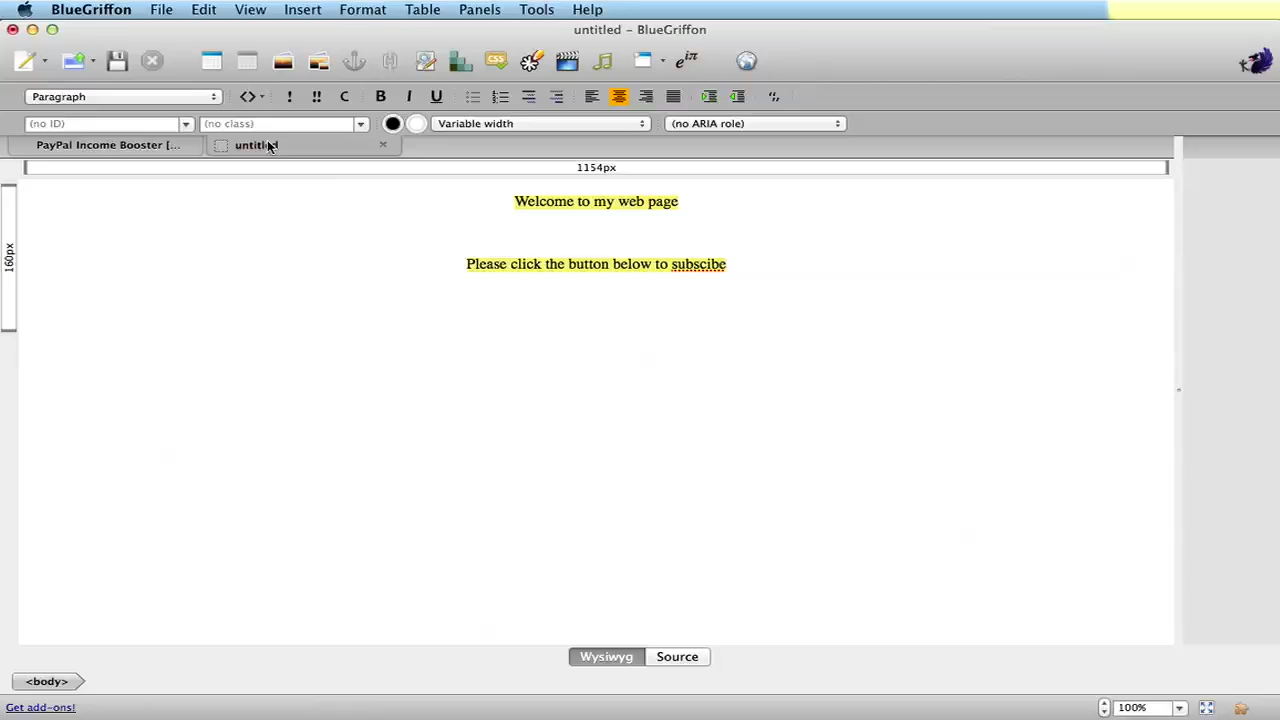 BlueGriffon File Edit View Insert Format Table Panels Tools Help
untitled – BlueGriffon
Paragraph <> ! !! C B I U
(no ID) (no class) Variable width (no ARIA role)
PayPal Income Booster [... untitled
1154px
160px
Welcome to my web page
Please click the button below to subscibe
Wysiwyg Source
<body>
Get add-ons! 100%